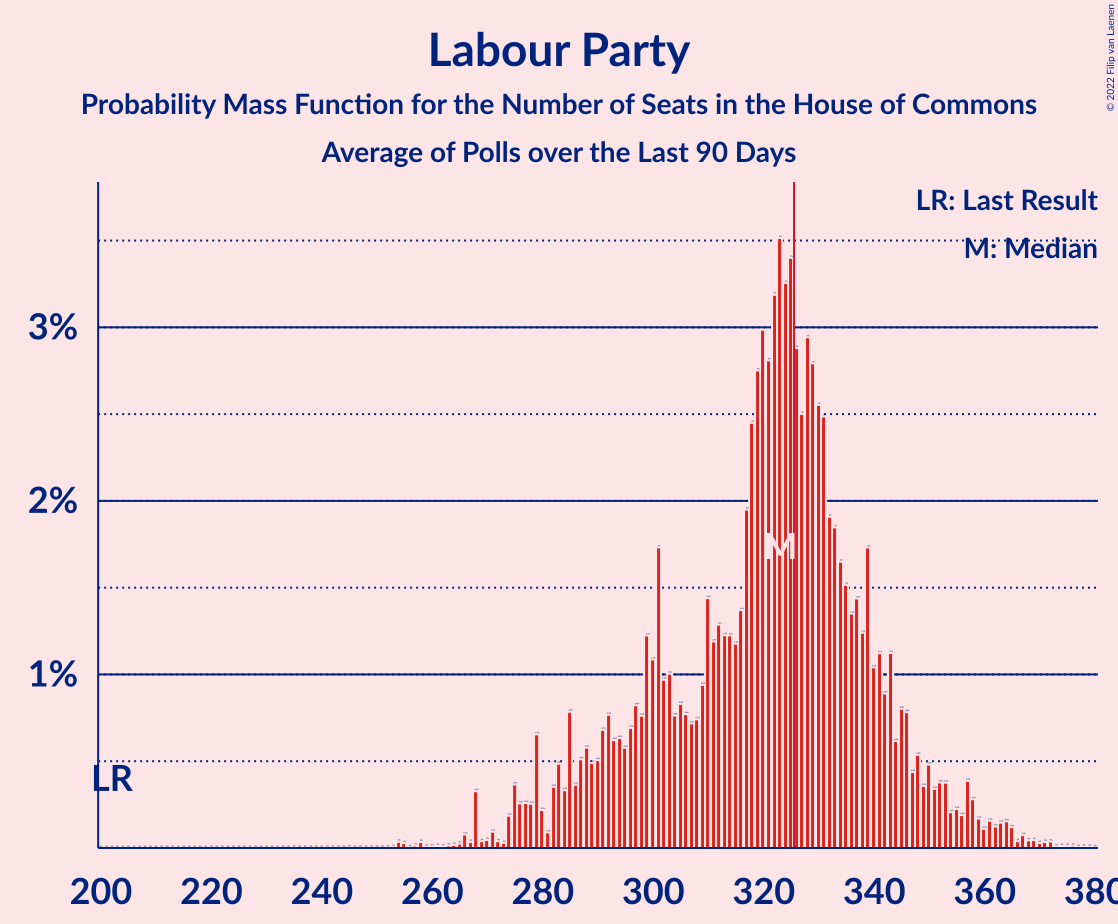 Labour Party
Probability Mass Function for the Number of Seats in the House of Commons
Average of Polls over the Last 90 Days
© 2022 Filip van Laenen
LR: Last Result
M: Median
3%
2%
1%
M
LR
200 220 240 260 280 300 320 340 360 380